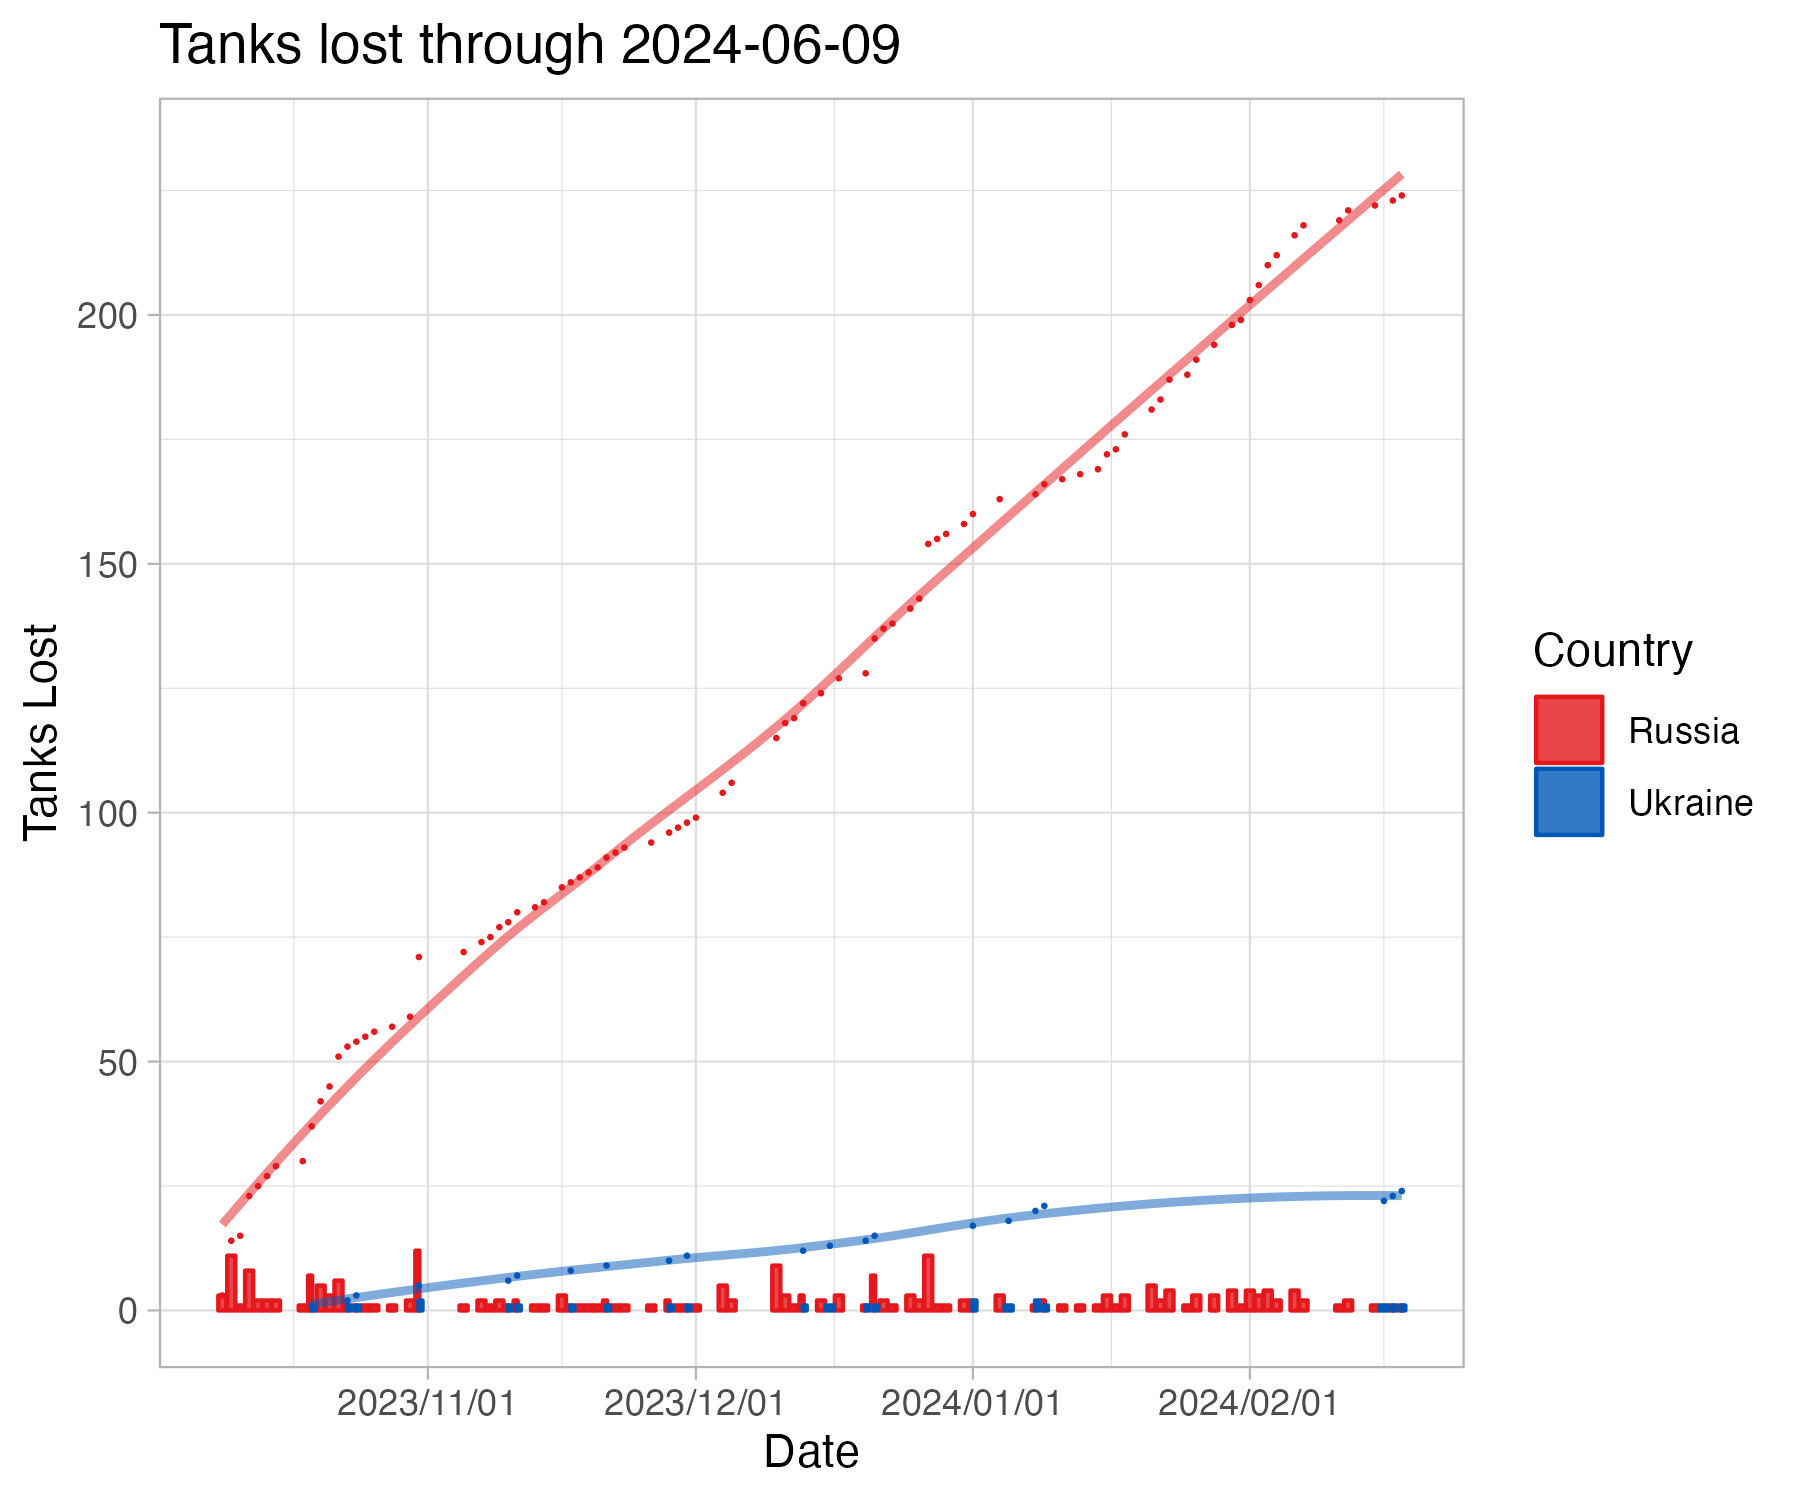 Tanks lost through 2024-06-09
Tanks Lost
200
150
100
50
0
2023/11/01 2023/12/01 2024/01/01 2024/02/01
Date
Country
Russia
Ukraine